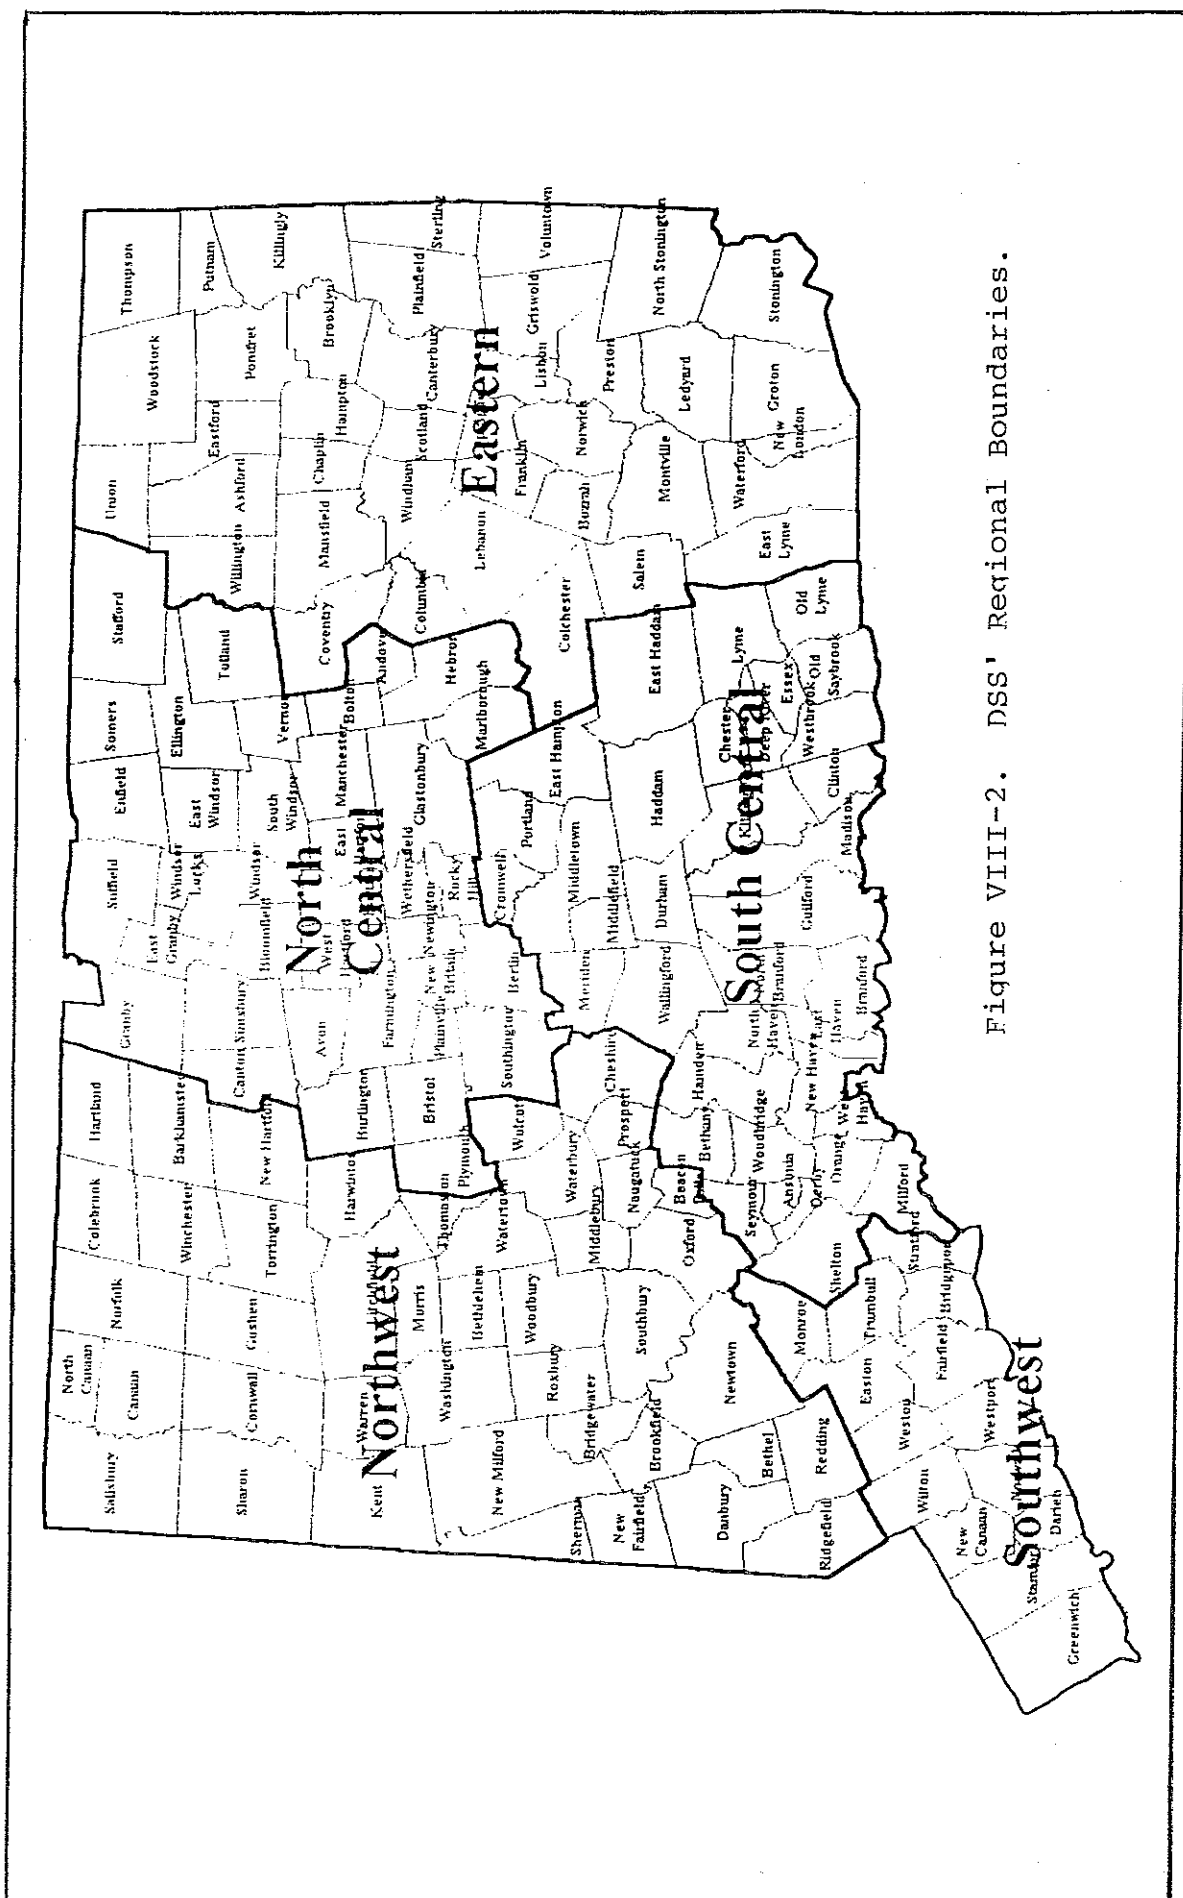 Hartland
Colebrook
Norfolk
North
Canaan
Canaan
Salisbury
Barkhamsted
Winchester
New Hartford
Torrington
Goshen
Cornwall
Sharon
Harwinton
Warren
Kent
Northwest
Morris
Thomaston
Plymouth
Watertown
Bethlehem
Washington
New Milford
Woodbury
Roxbury
Bridgewater
Sherman
New
Fairfield
Brookfield
Southbury
Middlebury
Waterbury
Wolcott
Cheshire
Prospect
Naugatuck
Beacon
Oxford
Newtown
Danbury
Bethel
Redding
Ridgefield
Stafford
Somers
Enfield
Suffield
East
Granby
Granby
Windsor
Locks
East
Windsor
Ellington
Tolland
Vernon
South
Windsor
Windsor
Bloomfield
Simsbury
Canton
North
Central
Bolton
Manchester
East
Hartford
West
Hartford
Avon
Burlington
Andover
Hebron
Marlborough
Glastonbury
Wethersfield
Rocky
Hill
Newington
New
Britain
Farmington
Plainville
Bristol
Berlin
Southington
Thompson
Woodstock
Union
Putnam
Killingly
Pomfret
Eastford
Ashford
Willington
Brooklyn
Hampton
Chaplin
Mansfield
Coventry
Sterling
Plainfield
Canterbury
Scotland
Windham
Columbia
Lebanon
Eastern
Voluntown
Griswold
Lisbon
Franklin
Norwich
Bozrah
Colchester
Preston
North Stonington
Ledyard
Montville
Salem
Stonington
Groton
New
London
Waterford
East
Lyme
Cromwell
Portland
East Hampton
Middletown
Middlefield
Meriden
Durham
Haddam
East Haddam
Wallingford
Chester
Deep River
Lyme
Essex
Old
Lyme
Old
Saybrook
Westbrook
Clinton
Madison
Guilford
South Central
North
Branford
Branford
East
Haven
North
Haven
Hamden
New Haven
West
Haven
Bethany
Woodbridge
Ansonia
Seymour
Derby
Orange
Milford
Shelton
Monroe
Trumbull
Stratford
Bridgeport
Fairfield
Easton
Weston
Westport
Wilton
New
Canaan
Darien
Stamford
Greenwich
Southwest
Figure VIII-2. DSS' Regional Boundaries.